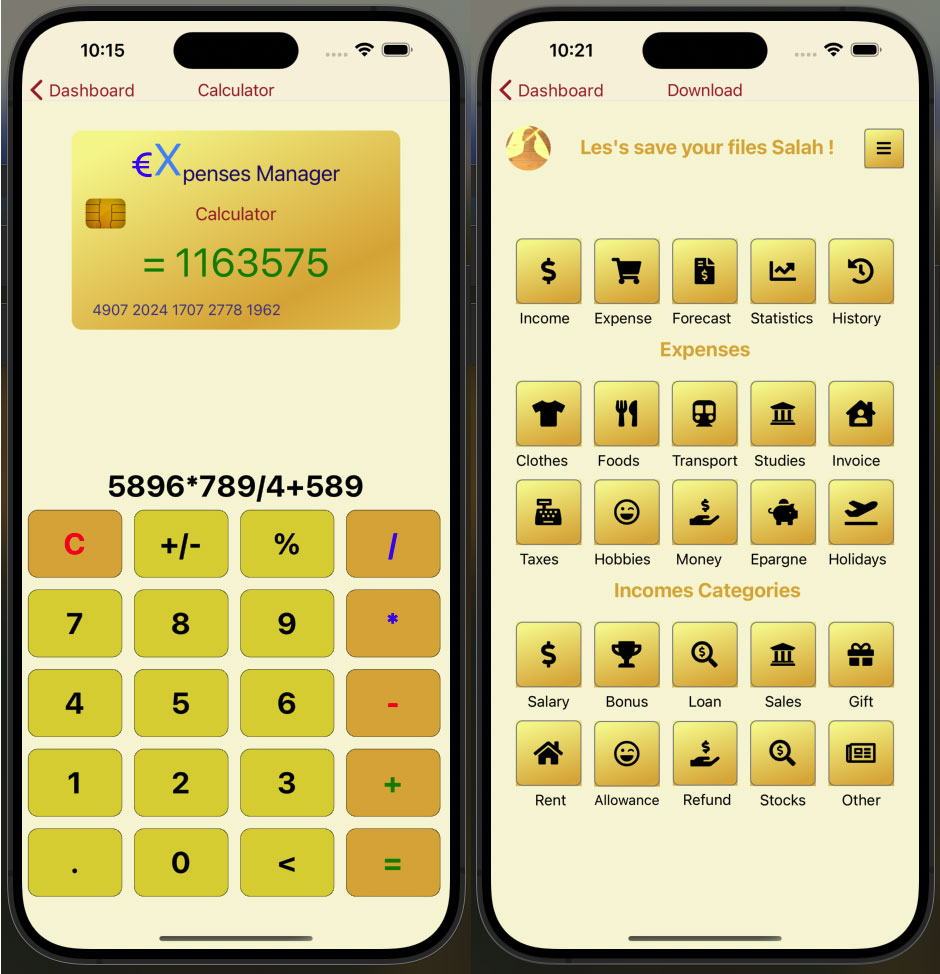 10:15
Dashboard Calculator
€Xpenses Manager
Calculator
= 1163575
4907 2024 1707 2778 1962
5896*789/4+589
C +/- % /
7 8 9 *
4 5 6 -
1 2 3 +
. 0 < =
10:21
Dashboard Download
Les's save your files Salah !
Income Expense Forecast Statistics History
Expenses
Clothes Foods Transport Studies Invoice
Taxes Hobbies Money Epargne Holidays
Incomes Categories
Salary Bonus Loan Sales Gift
Rent Allowance Refund Stocks Other